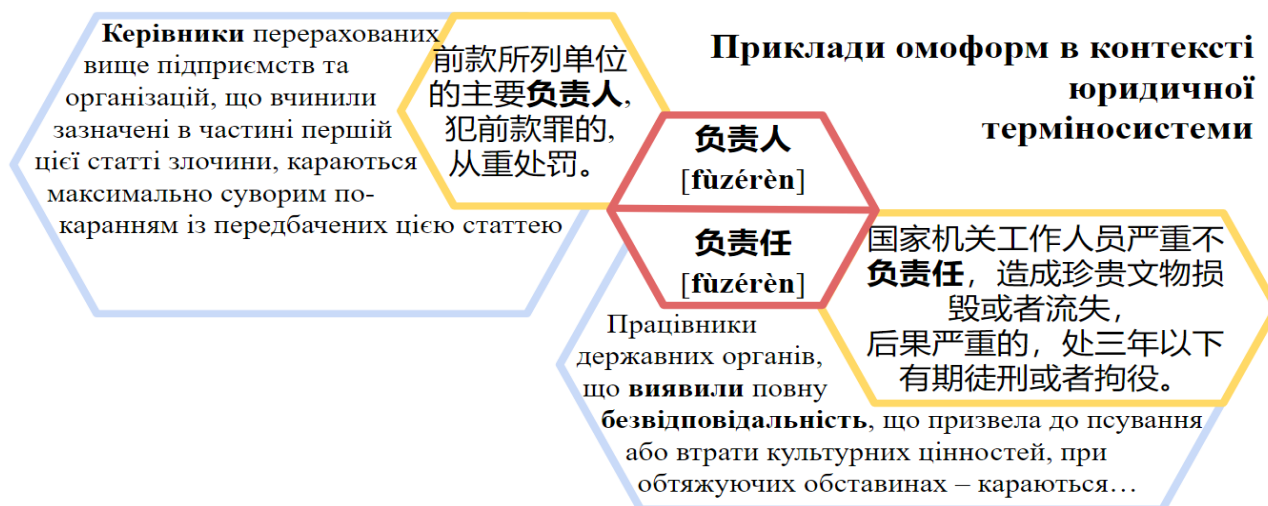 Приклади омоформ в контексті
юридичної
терміносистеми
Керівники перерахованих
вище підприємств та
організацій, що вчинили
зазначені в частині першій
цієї статті злочини, караються
максимально суворим по-
каранням із передбачених цією статтею
前款所列单位
的主要负责人,
犯前款罪的,
从重处罚。
负责人
[fùzérèn]
负责任
[fùzérèn]
国家机关工作人员严重不
负责任，造成珍贵文物损
毁或者流失，
后果严重的，处三年以下
有期徒刑或者拘役。
Працівники
державних органів,
що виявили повну
безвідповідальність, що призвела до псування
або втрати культурних цінностей, при
обтяжуючих обставинах – караються…